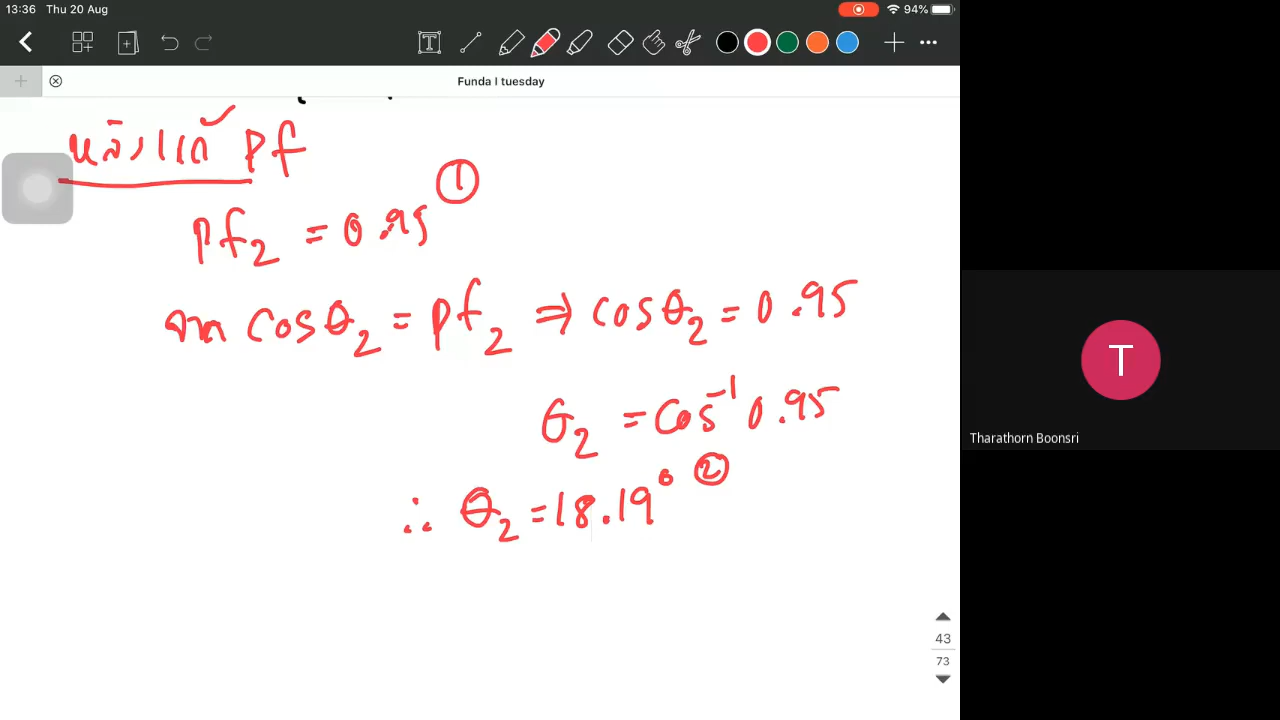 13:36 Thu 20 Aug
94%
Funda I tuesday
หลังแก้ pf
pf₂ = 0.95 ①
จาก cosθ₂ = pf₂ ⇒ cosθ₂ = 0.95
θ₂ = cos⁻¹ 0.95
∴ θ₂ = 18.19° ②
43
73
T
Tharathorn Boonsri